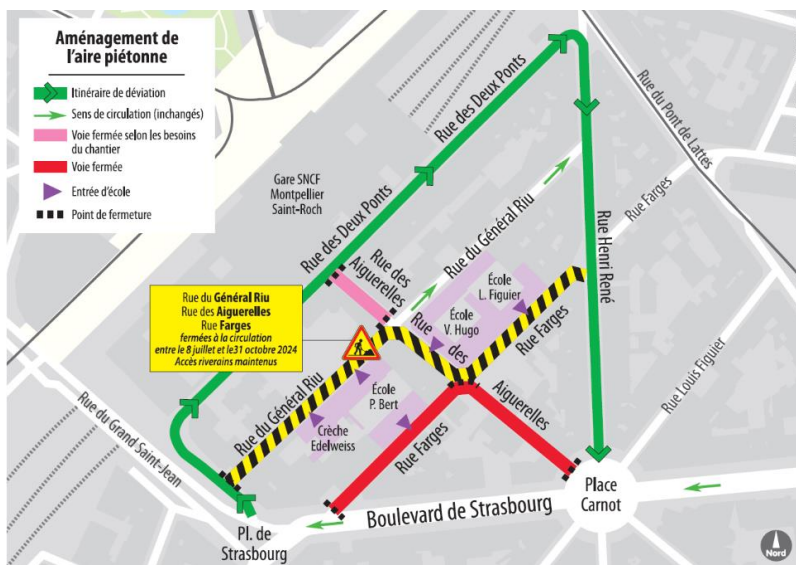 Aménagement de
l'aire piétonne
Itinéraire de déviation
Sens de circulation (inchangés)
Voie fermée selon les besoins
du chantier
Voie fermée
Entrée d'école
Point de fermeture
Rue des Deux Ponts
Rue du Pont de Lattes
Gare SNCF
Montpellier
Saint-Roch
Rue des Deux Ponts
Rue Farges
Rue du Général Riu
Rue Henri René
Rue des
Aiguerelles
École
L. Figuier
École
V. Hugo
Rue du Général Riu
Rue des Aiguerelles
Rue Farges
fermées à la circulation
entre le 8 juillet et le31 octobre 2024
Accès riverains maintenus
Rue des
Aiguerelles
Rue Farges
Rue Louis Figuier
Rue du Général Riu
École
P. Bert
Crèche
Edelweiss
Rue Farges
Rue du Grand Saint-Jean
Place
Carnot
Boulevard de Strasbourg
Pl. de
Strasbourg
Nord